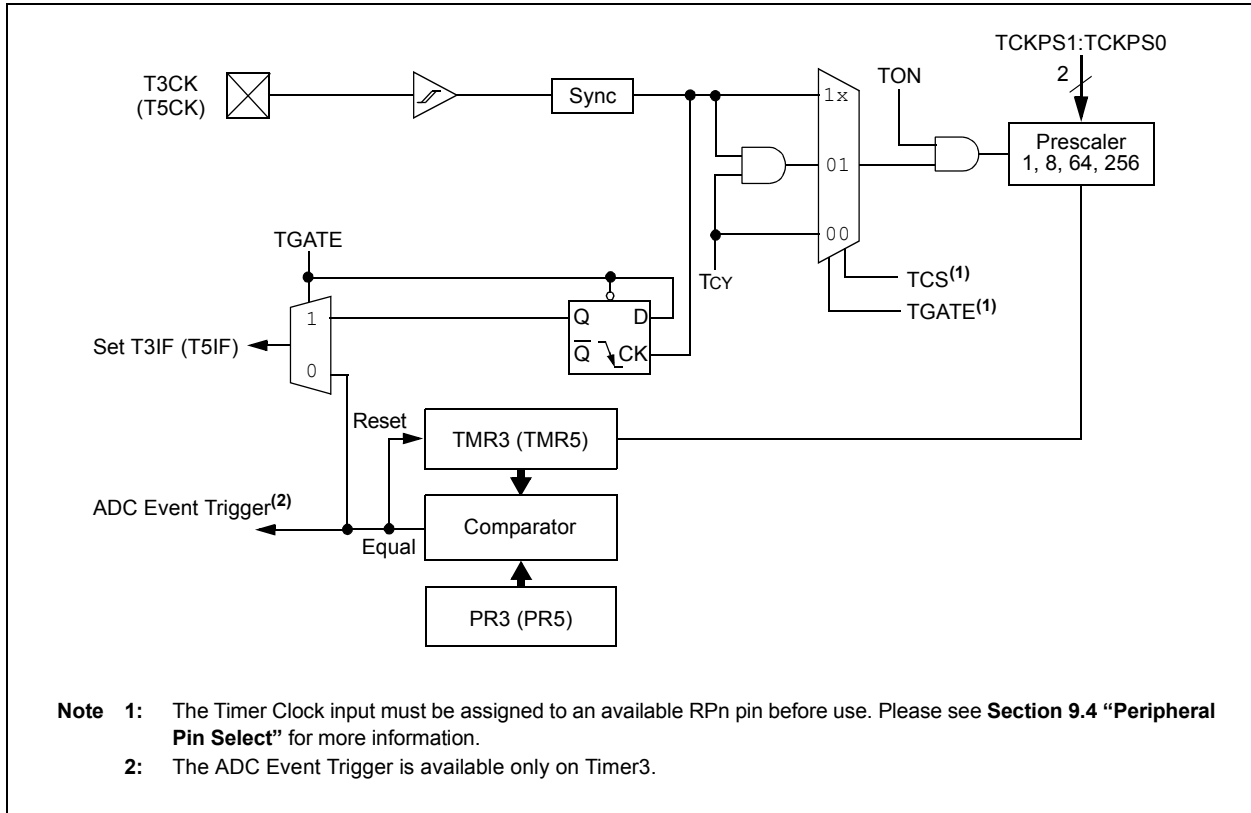 TCKPS1:TCKPS0
2
TON
T3CK
(T5CK)
Sync
1x
Prescaler
1, 8, 64, 256
01
00
TGATE
TCY
TCS(1)
TGATE(1)
1
Q
D
Set T3IF (T5IF)
Q
CK
0
Reset
TMR3 (TMR5)
ADC Event Trigger(2)
Comparator
Equal
PR3 (PR5)
Note 1: The Timer Clock input must be assigned to an available RPn pin before use. Please see Section 9.4 “Peripheral
Pin Select” for more information.
2: The ADC Event Trigger is available only on Timer3.